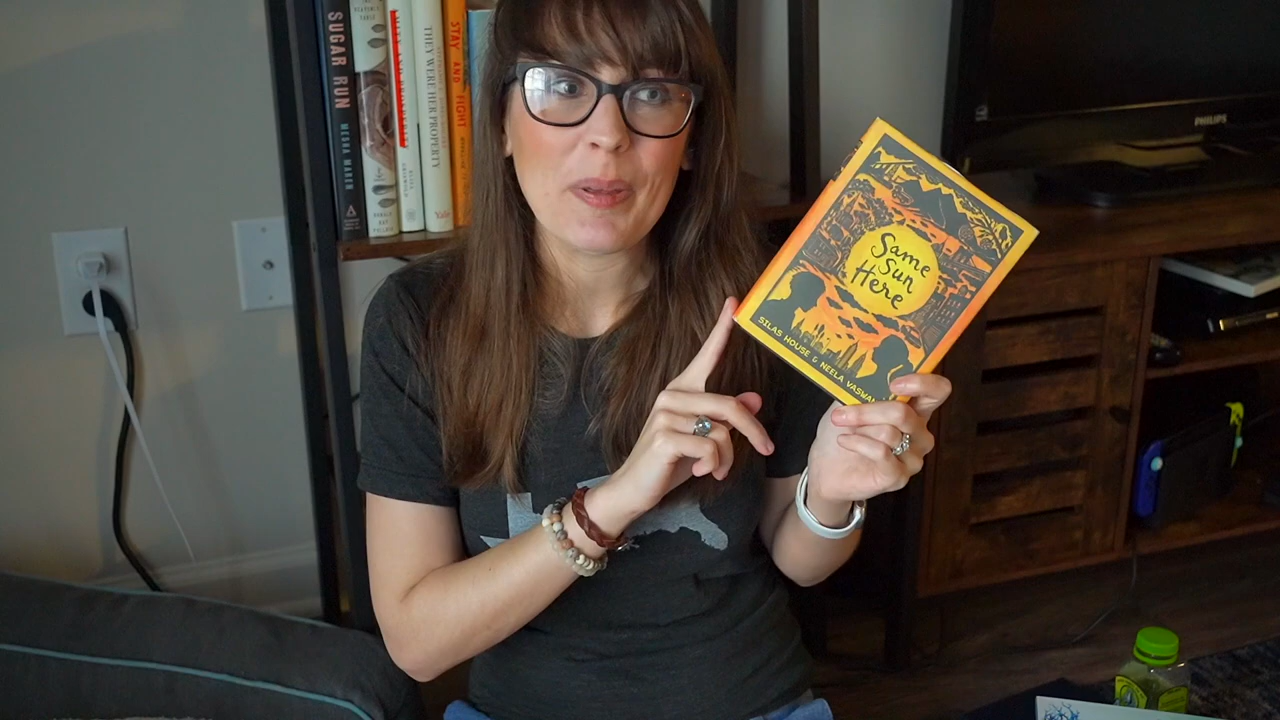 SUGAR RUN
MESHA MAREN
THEY WERE HER PROPERTY
Yale
STAY AND FIGHT
PHILIPS
Same
Sun
Here
SILAS HOUSE & NEELA VASWANI